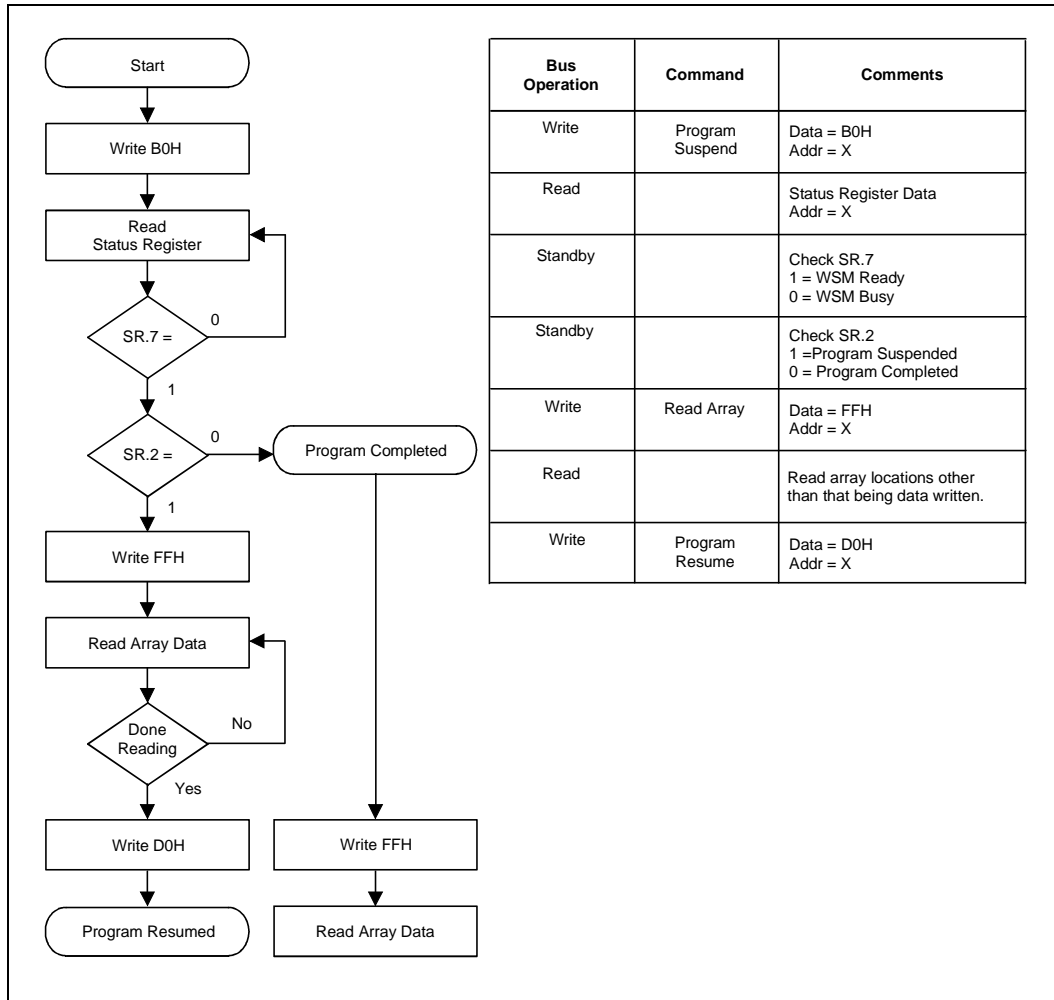 Start
Write B0H
Read
Status Register
SR.7 =
0
1
SR.2 =
0
Program Completed
1
Write FFH
Read Array Data
Done
Reading
No
Yes
Write D0H
Write FFH
Program Resumed
Read Array Data
Bus
Operation
Command
Comments
Write
Program
Suspend
Data = B0H
Addr = X
Read
Status Register Data
Addr = X
Standby
Check SR.7
1 = WSM Ready
0 = WSM Busy
Standby
Check SR.2
1 =Program Suspended
0 = Program Completed
Write
Read Array
Data = FFH
Addr = X
Read
Read array locations other
than that being data written.
Write
Program
Resume
Data = D0H
Addr = X